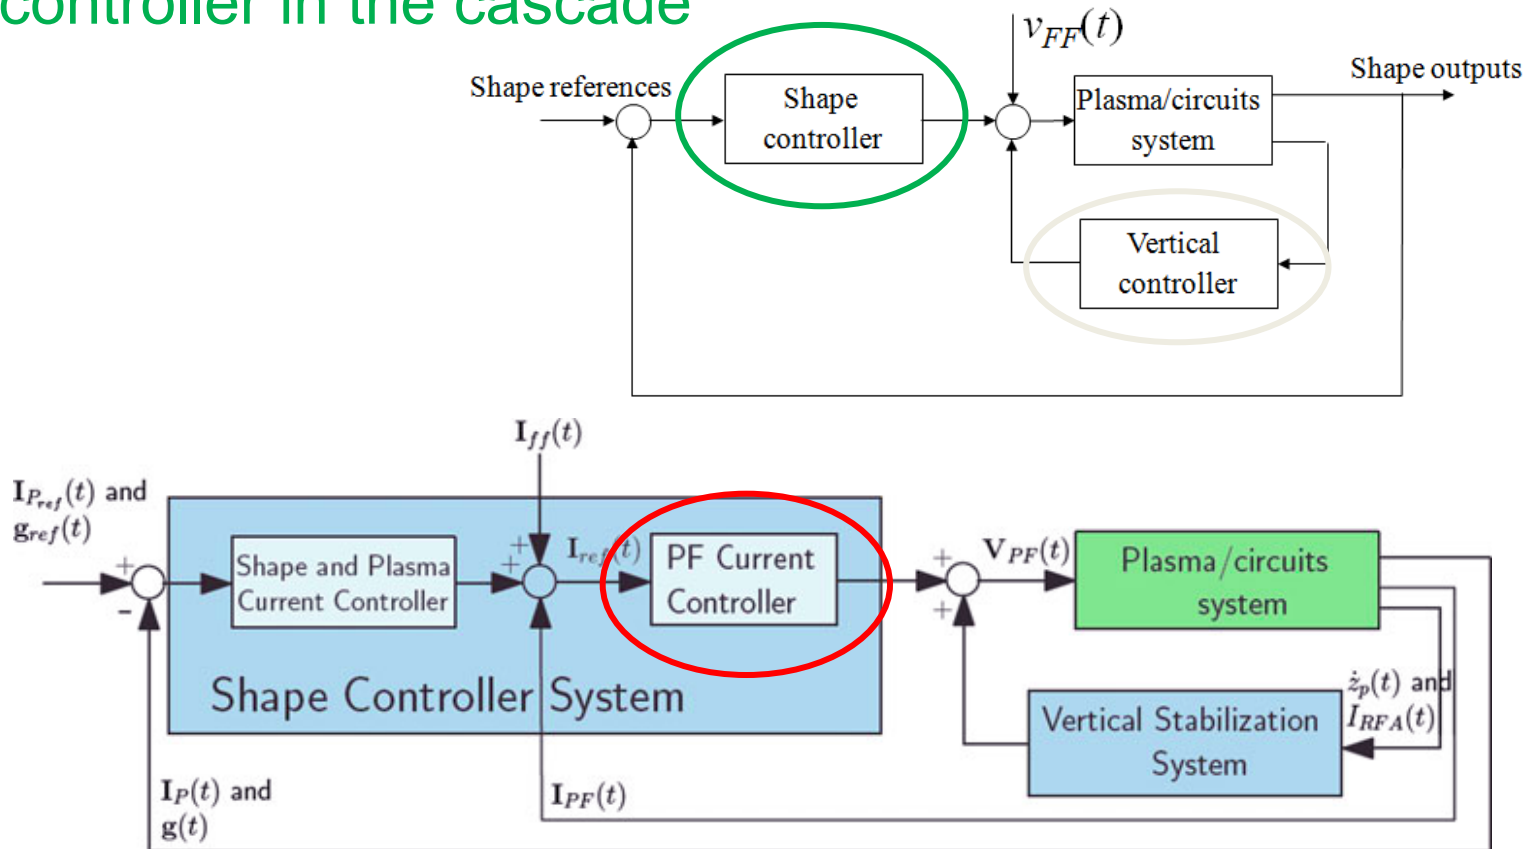 controller in the cascade
v_FF(t)
Shape references
Shape
controller
Plasma/circuits
system
Shape outputs
Vertical
controller
I_ff(t)
I_Pref(t) and
g_ref(t)
+
-
Shape and Plasma
Current Controller
+
+
I_ref(t)
PF Current
Controller
+
+
V_PF(t)
Plasma/circuits
system
Shape Controller System
ż_p(t) and
I_RFA(t)
Vertical Stabilization
System
I_P(t) and
g(t)
I_PF(t)